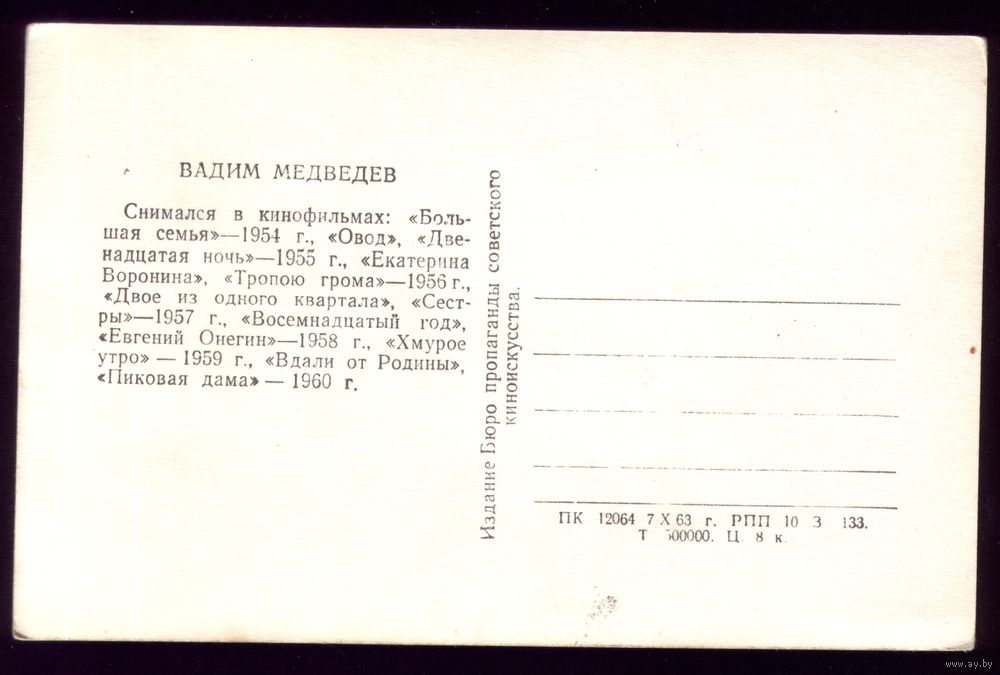 ВАДИМ МЕДВЕДЕВ
Снимался в кинофильмах: «Боль-
шая семья»—1954 г., «Овод», «Две-
надцатая ночь»—1955 г., «Екатерина
Воронина», «Тропою грома»—1956 г.,
«Двое из одного квартала», «Сест-
ры»—1957 г., «Восемнадцатый год»,
«Евгений Онегин»—1958 г., «Хмурое
утро» — 1959 г., «Вдали от Родины»,
«Пиковая дама» — 1960 г.
Издание Бюро пропаганды советского
киноискусства.
ПК 12064 7 X 63 г. РПП 10 З 133.
Т Ц. 8 к.
www.ay.by